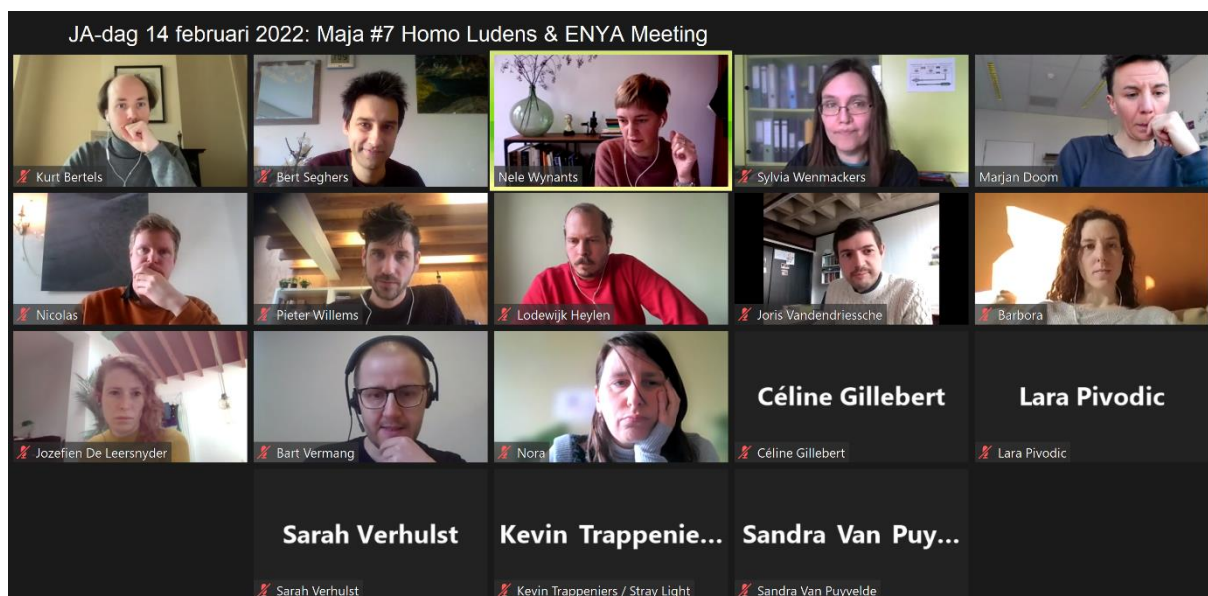 JA-dag 14 februari 2022: Maja #7 Homo Ludens & ENYA Meeting
Kurt Bertels
Bert Seghers
Nele Wynants
Sylvia Wenmackers
Marjan Doom
Nicolas
Pieter Willems
Lodewijk Heylen
Joris Vandendriessche
Barbora
Céline Gillebert
Lara Pivodic
Jozefien De Leersnyder
Bart Vermang
Nora
Céline Gillebert
Lara Pivodic
Sarah Verhulst
Kevin Trappenie...
Sandra Van Puy...
Sarah Verhulst
Kevin Trappeniers / Stray Light
Sandra Van Puyvelde